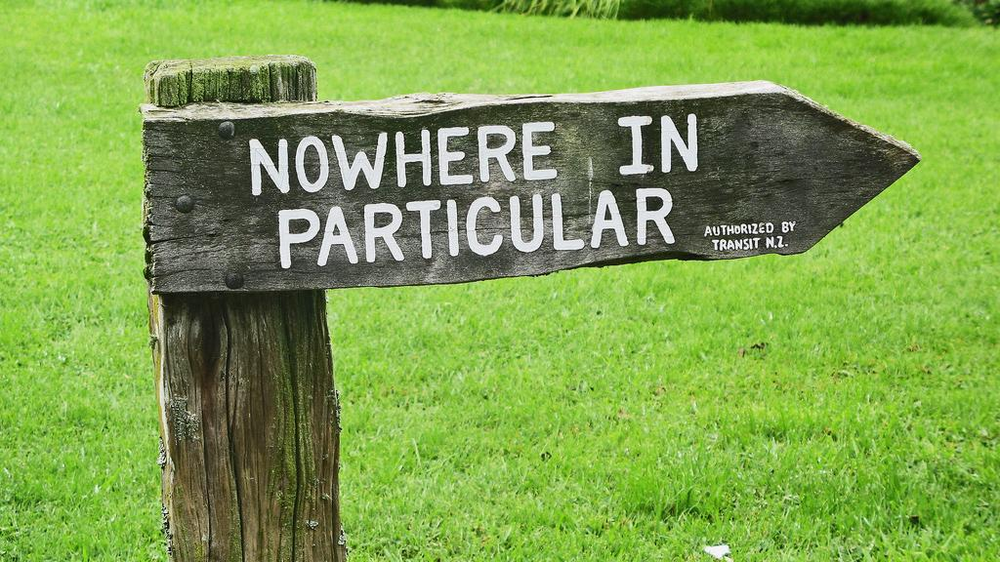 NOWHERE IN
PARTICULAR
AUTHORIZED BY
TRANSIT N.Z.